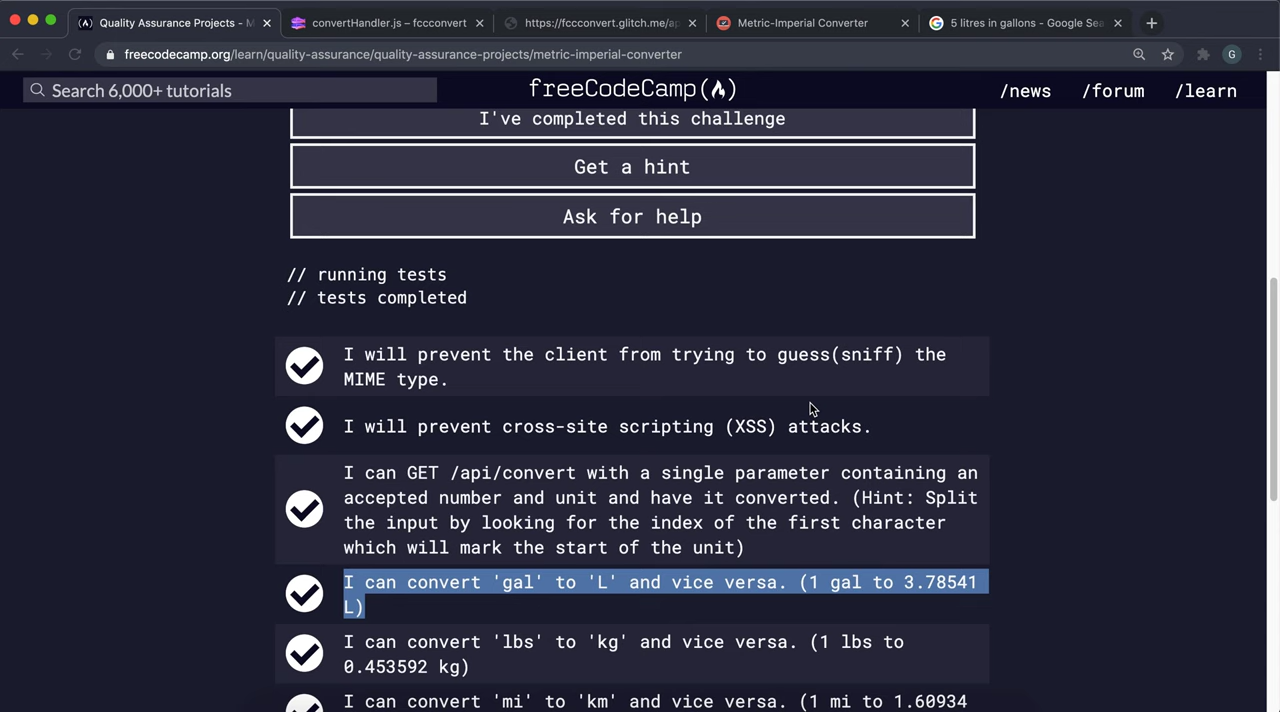 Quality Assurance Projects - M
convertHandler.js – fccconvert
https://fccconvert.glitch.me/ap
Metric-Imperial Converter
5 litres in gallons - Google Sea
freecodecamp.org/learn/quality-assurance/quality-assurance-projects/metric-imperial-converter
G
Search 6,000+ tutorials
freeCodeCamp
/news
/forum
/learn
I've completed this challenge
Get a hint
Ask for help
// running tests
// tests completed
I will prevent the client from trying to guess(sniff) the
MIME type.
I will prevent cross-site scripting (XSS) attacks.
I can GET /api/convert with a single parameter containing an
accepted number and unit and have it converted. (Hint: Split
the input by looking for the index of the first character
which will mark the start of the unit)
I can convert 'gal' to 'L' and vice versa. (1 gal to 3.78541
L)
I can convert 'lbs' to 'kg' and vice versa. (1 lbs to
0.453592 kg)
I can convert 'mi' to 'km' and vice versa. (1 mi to 1.60934